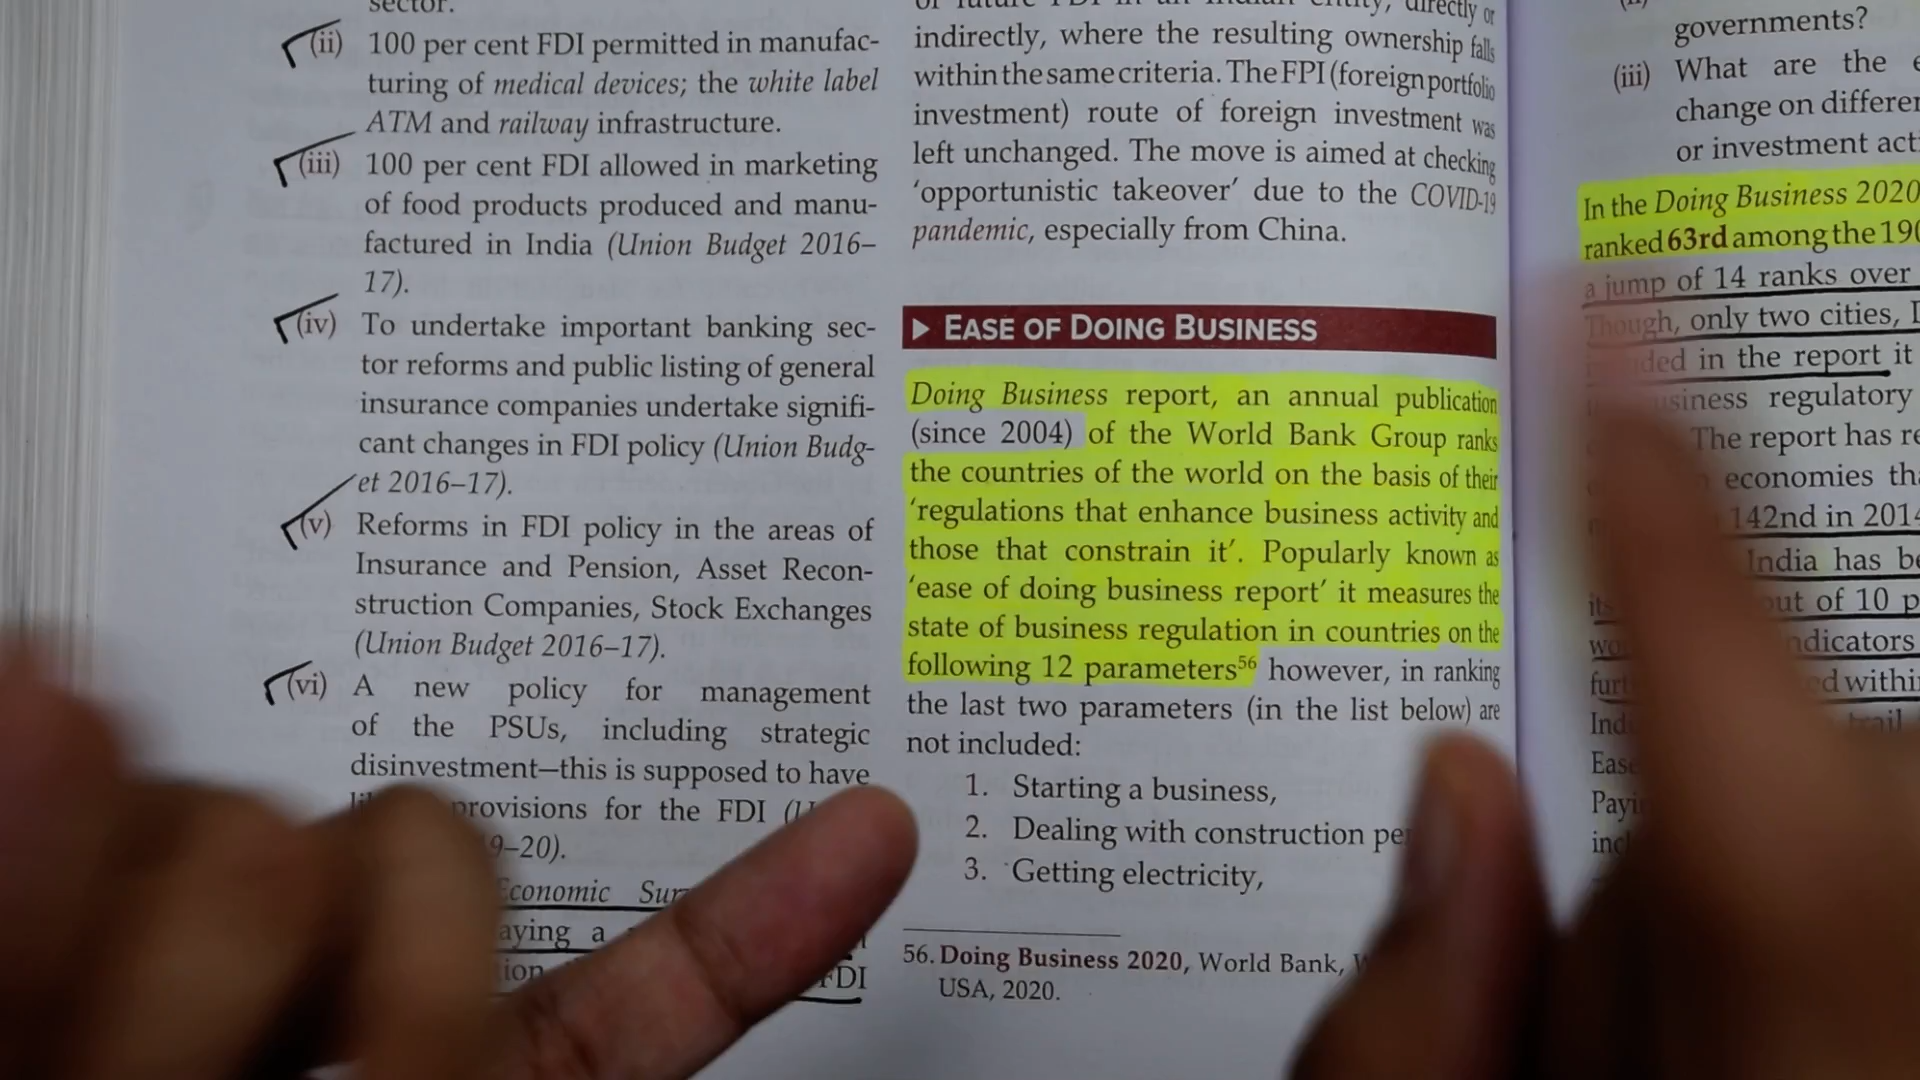 sector.
(ii) 100 per cent FDI permitted in manufac-
turing of medical devices; the white label
ATM and railway infrastructure.
(iii) 100 per cent FDI allowed in marketing
of food products produced and manu-
factured in India (Union Budget 2016–
17).
(iv) To undertake important banking sec-
tor reforms and public listing of general
insurance companies undertake signifi-
cant changes in FDI policy (Union Budg-
et 2016–17).
(v) Reforms in FDI policy in the areas of
Insurance and Pension, Asset Recon-
struction Companies, Stock Exchanges
(Union Budget 2016–17).
(vi) A new policy for management
of the PSUs, including strategic
disinvestment—this is supposed to have
provisions for the FDI
9–20).
Economic
a
FDI
directly or
indirectly, where the resulting ownership falls
within the same criteria. The FPI (foreign portfolio
investment) route of foreign investment was
left unchanged. The move is aimed at checking
‘opportunistic takeover’ due to the COVID-19
pandemic, especially from China.
▶ EASE OF DOING BUSINESS
Doing Business report, an annual publication
(since 2004) of the World Bank Group ranks
the countries of the world on the basis of their
‘regulations that enhance business activity and
those that constrain it’. Popularly known as
‘ease of doing business report’ it measures the
state of business regulation in countries on the
following 12 parameters56 however, in ranking
the last two parameters (in the list below) are
not included:
1. Starting a business,
2. Dealing with construction
3. Getting electricity,
56. Doing Business 2020, World Bank,
USA, 2020.
governments?
(iii) What are the
change on
or investment
In the Doing Business 2020
ranked 63rd among the
a jump of 14 ranks over
Though, only two cities,
in the report it
regulatory
The report has
economies
142nd in
India has
out of 10
indicators